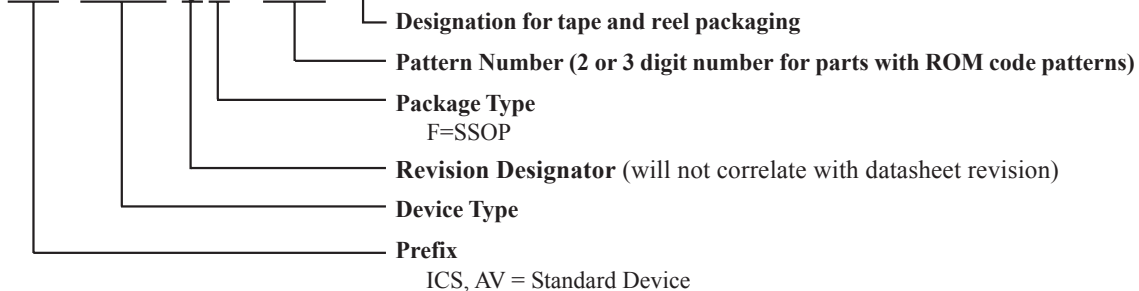 Designation for tape and reel packaging
Pattern Number (2 or 3 digit number for parts with ROM code patterns)
Package Type
F=SSOP
Revision Designator (will not correlate with datasheet revision)
Device Type
Prefix
ICS, AV = Standard Device